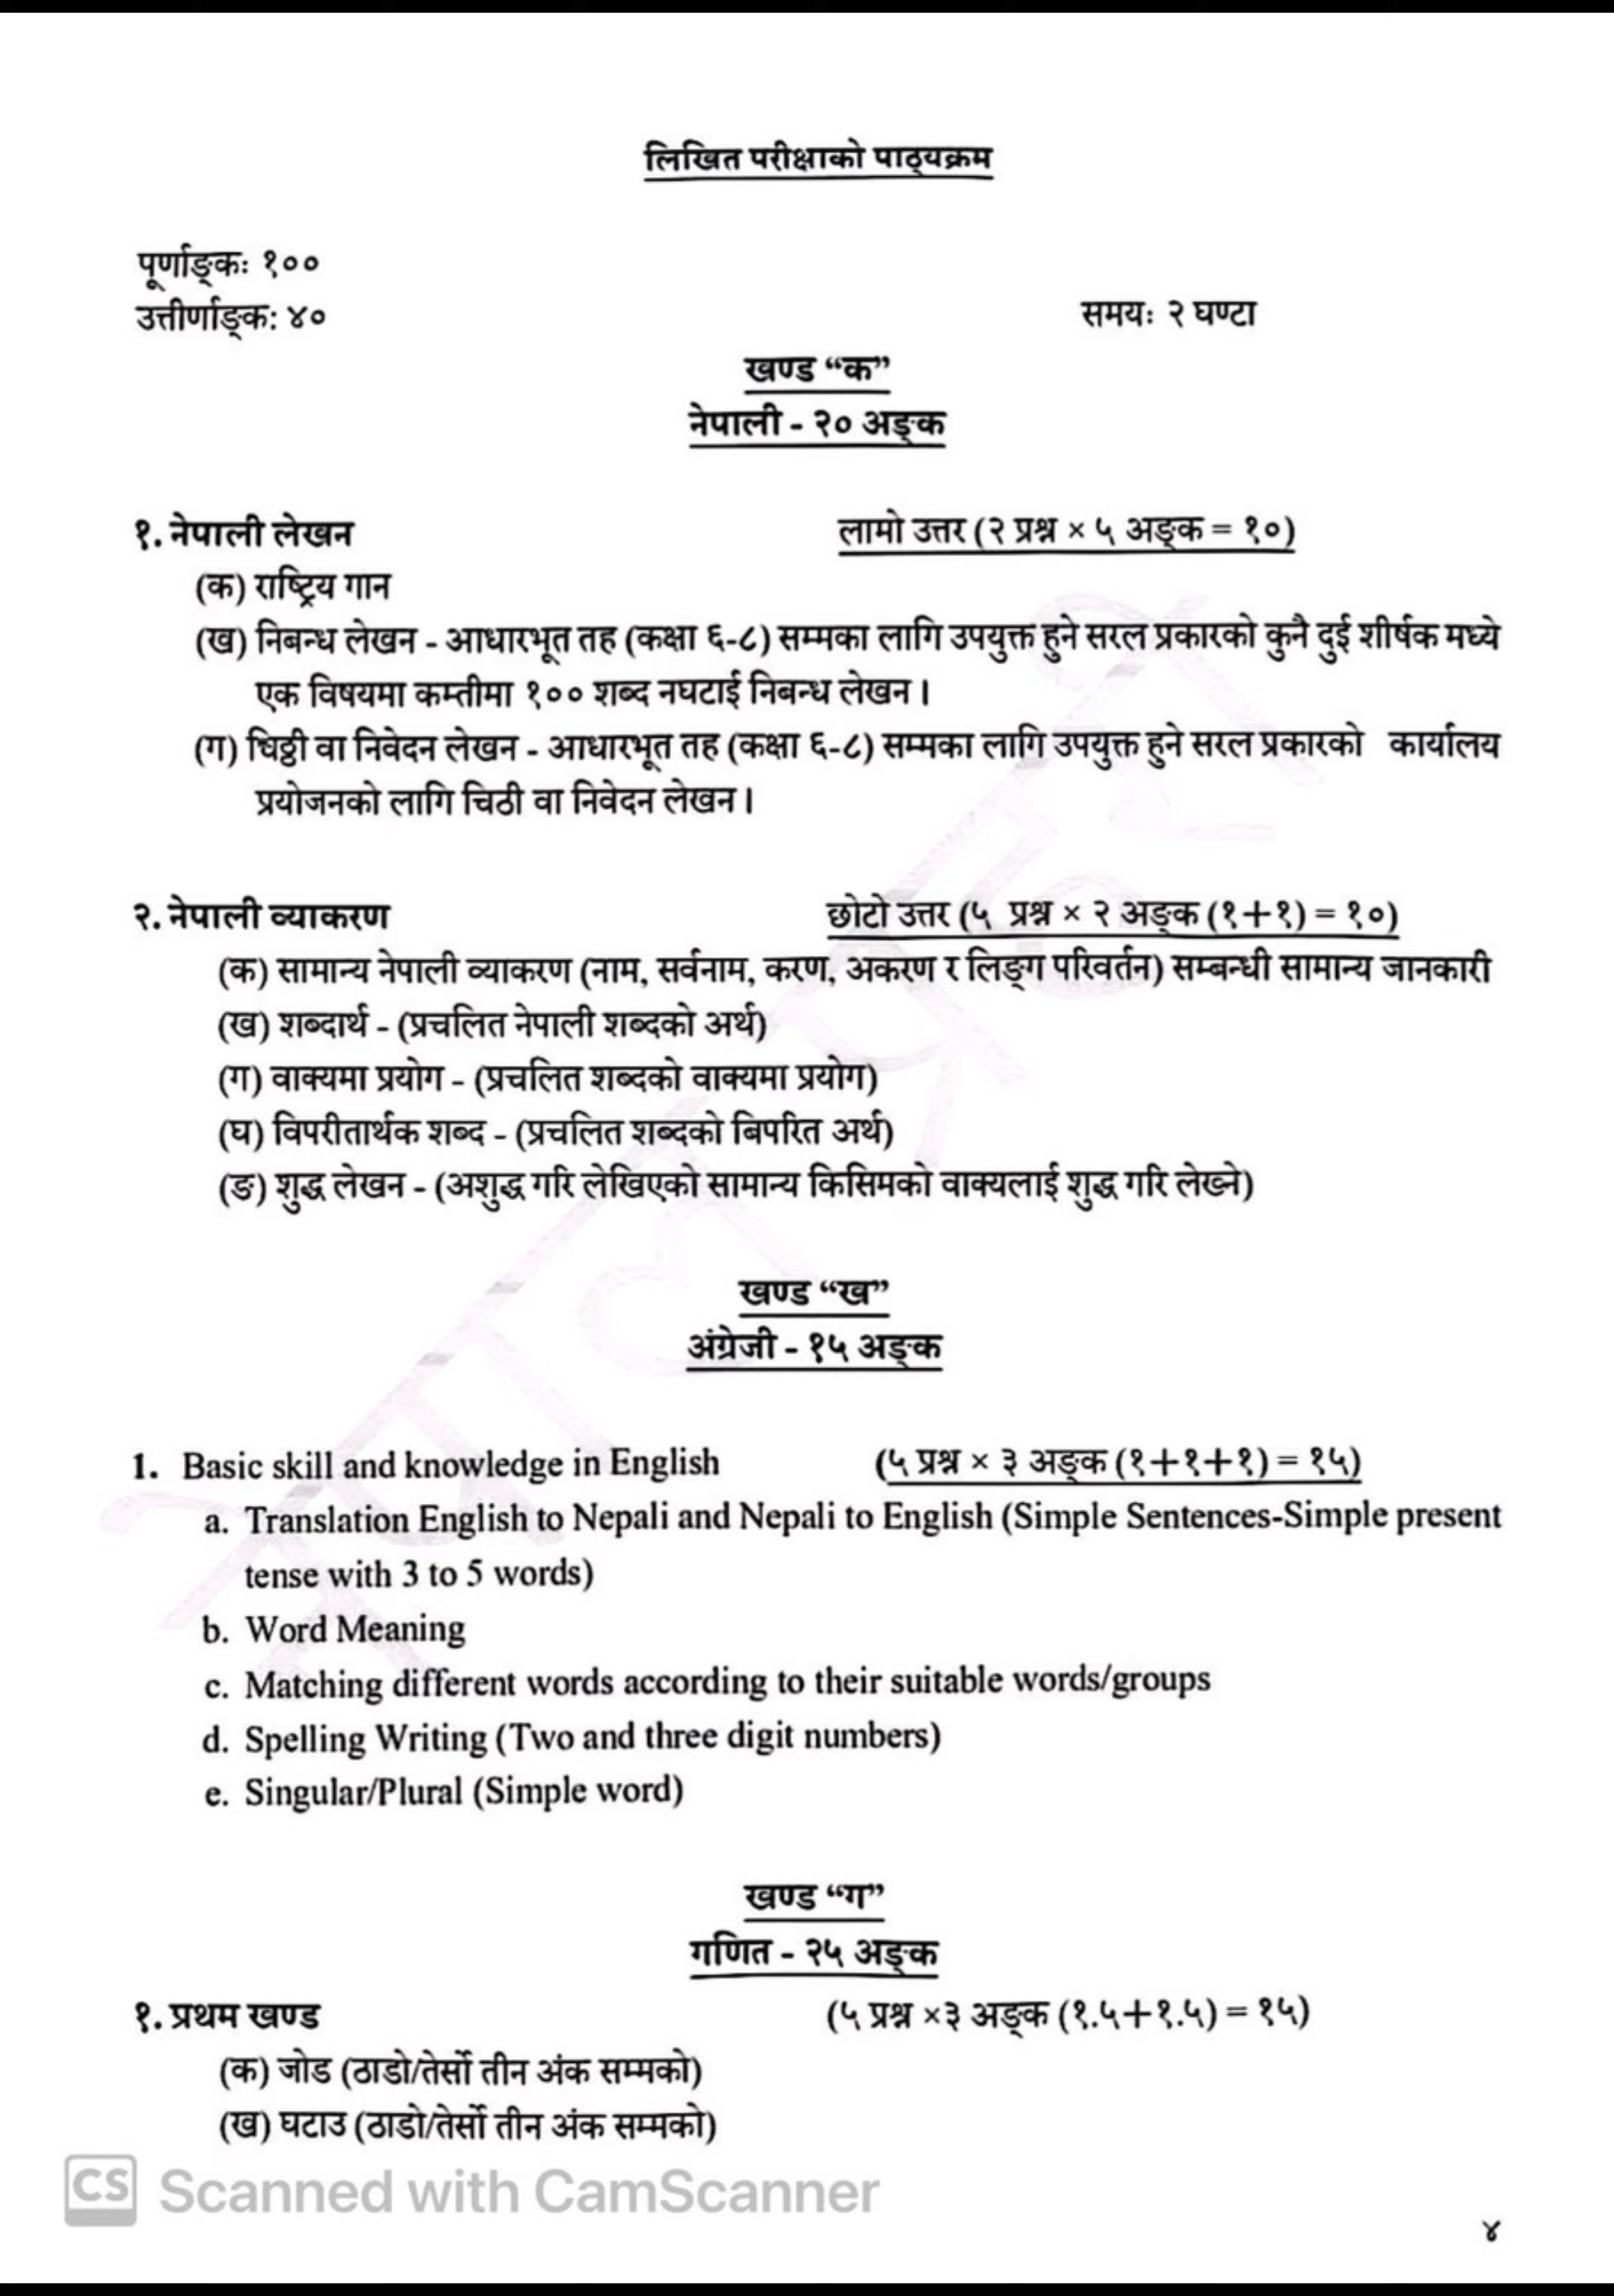 लिखित परीक्षाको पाठ्यक्रम
पूर्णाङ्कः १००
उत्तीर्णाङ्क: ४०
समयः २ घण्टा
खण्ड “क”
नेपाली - २० अङ्क
१. नेपाली लेखन लामो उत्तर (२ प्रश्न × ५ अङ्क = १०)
(क) राष्ट्रिय गान
(ख) निबन्ध लेखन - आधारभूत तह (कक्षा ६-८) सम्मका लागि उपयुक्त हुने सरल प्रकारको कुनै दुई शीर्षक मध्ये
एक विषयमा कम्तीमा १०० शब्द नघटाई निबन्ध लेखन ।
(ग) चिठ्ठी वा निवेदन लेखन - आधारभूत तह (कक्षा ६-८) सम्मका लागि उपयुक्त हुने सरल प्रकारको कार्यालय
प्रयोजनको लागि चिठी वा निवेदन लेखन ।
२. नेपाली व्याकरण छोटो उत्तर (५ प्रश्न × २ अङ्क (१+१) = १०)
(क) सामान्य नेपाली व्याकरण (नाम, सर्वनाम, करण, अकरण र लिङ्ग परिवर्तन) सम्बन्धी सामान्य जानकारी
(ख) शब्दार्थ - (प्रचलित नेपाली शब्दको अर्थ)
(ग) वाक्यमा प्रयोग - (प्रचलित शब्दको वाक्यमा प्रयोग)
(घ) विपरीतार्थक शब्द - (प्रचलित शब्दको बिपरित अर्थ)
(ङ) शुद्ध लेखन - (अशुद्ध गरि लेखिएको सामान्य किसिमको वाक्यलाई शुद्ध गरि लेख्ने)
खण्ड “ख”
अंग्रेजी - १५ अङ्क
1. Basic skill and knowledge in English (५ प्रश्न × ३ अङ्क (१+१+१) = १५)
a. Translation English to Nepali and Nepali to English (Simple Sentences-Simple present
tense with 3 to 5 words)
b. Word Meaning
c. Matching different words according to their suitable words/groups
d. Spelling Writing (Two and three digit numbers)
e. Singular/Plural (Simple word)
खण्ड “ग”
गणित - २५ अङ्क
१. प्रथम खण्ड (५ प्रश्न ×३ अङ्क (१.५+१.५) = १५)
(क) जोड (ठाडो/तेर्सो तीन अंक सम्मको)
(ख) घटाउ (ठाडो/तेर्सो तीन अंक सम्मको)
CS Scanned with CamScanner
४